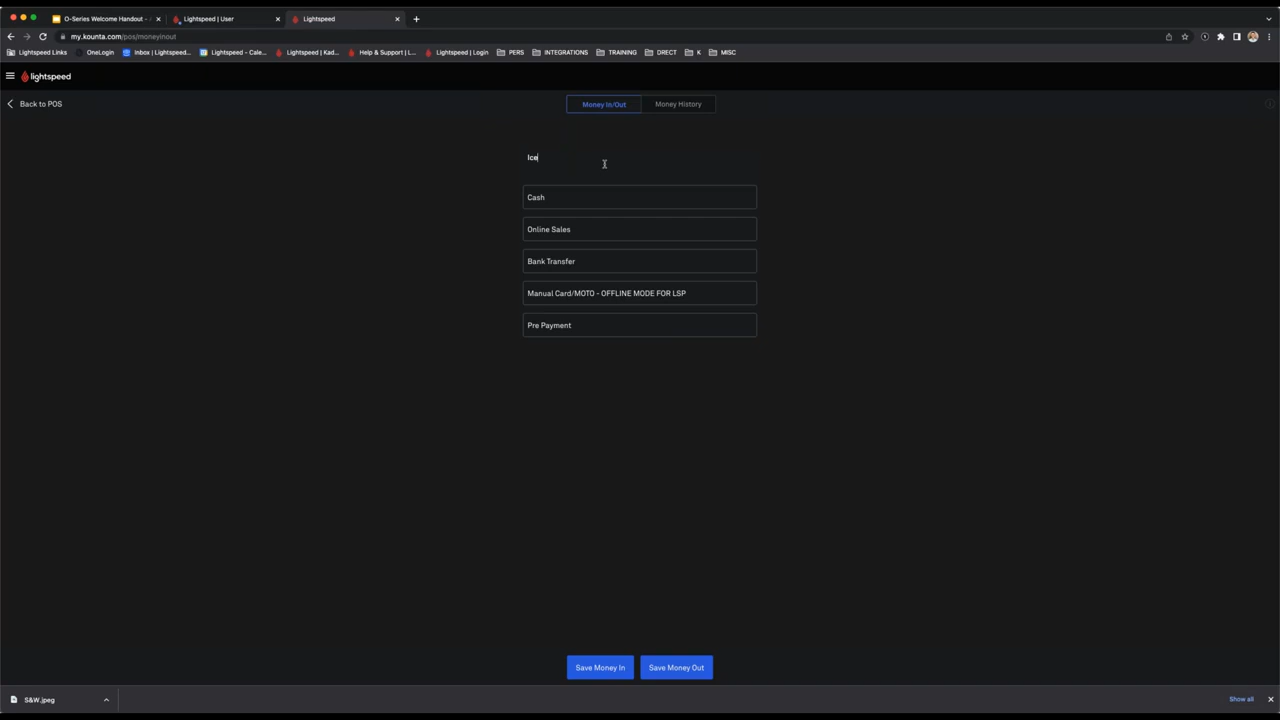 O-Series Welcome Handout - A
Lightspeed | User
Lightspeed
my.kounta.com/pos/moneyinout
Lightspeed Links
OneLogin
Inbox | Lightspeed...
Lightspeed - Cale...
Lightspeed | Kad...
Help & Support | L...
Lightspeed | Login
PERS
INTEGRATIONS
TRAINING
DRECT
K
MISC
lightspeed
Back to POS
Money In/Out
Money History
Ice
Cash
Online Sales
Bank Transfer
Manual Card/MOTO - OFFLINE MODE FOR LSP
Pre Payment
Save Money In
Save Money Out
S&W.jpeg
Show all